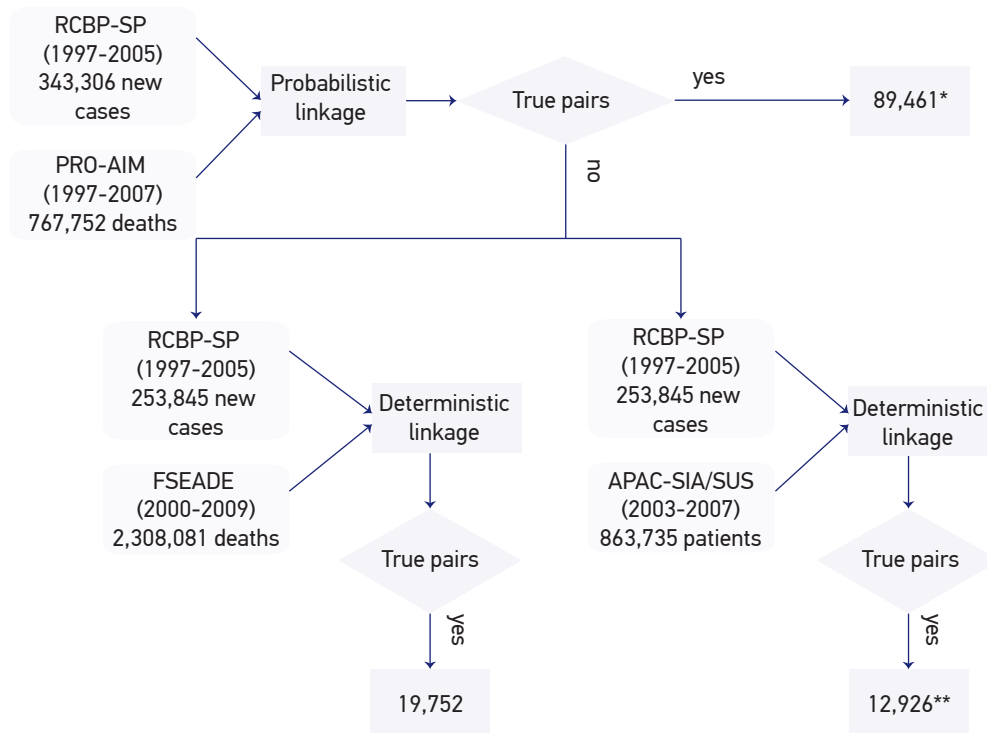 RCBP-SP
(1997-2005)
343,306 new
cases
Probabilistic
linkage
True pairs
yes
89,461*
PRO-AIM
(1997-2007)
767,752 deaths
no
RCBP-SP
(1997-2005)
253,845 new
cases
Deterministic
linkage
FSEADE
(2000-2009)
2,308,081 deaths
True pairs
yes
19,752
RCBP-SP
(1997-2005)
253,845 new
cases
Deterministic
linkage
APAC-SIA/SUS
(2003-2007)
863,735 patients
True pairs
yes
12,926**